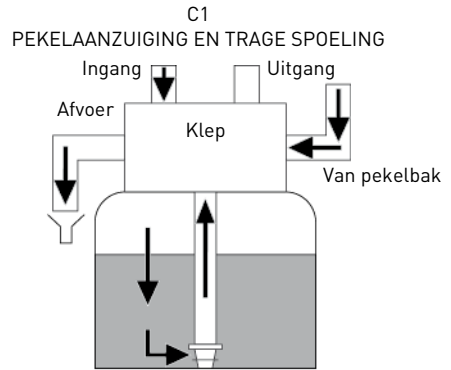 C1
PEKELAANZUIGING EN TRAGE SPOELING
Ingang
Uitgang
Afvoer
Klep
Van pekelbak